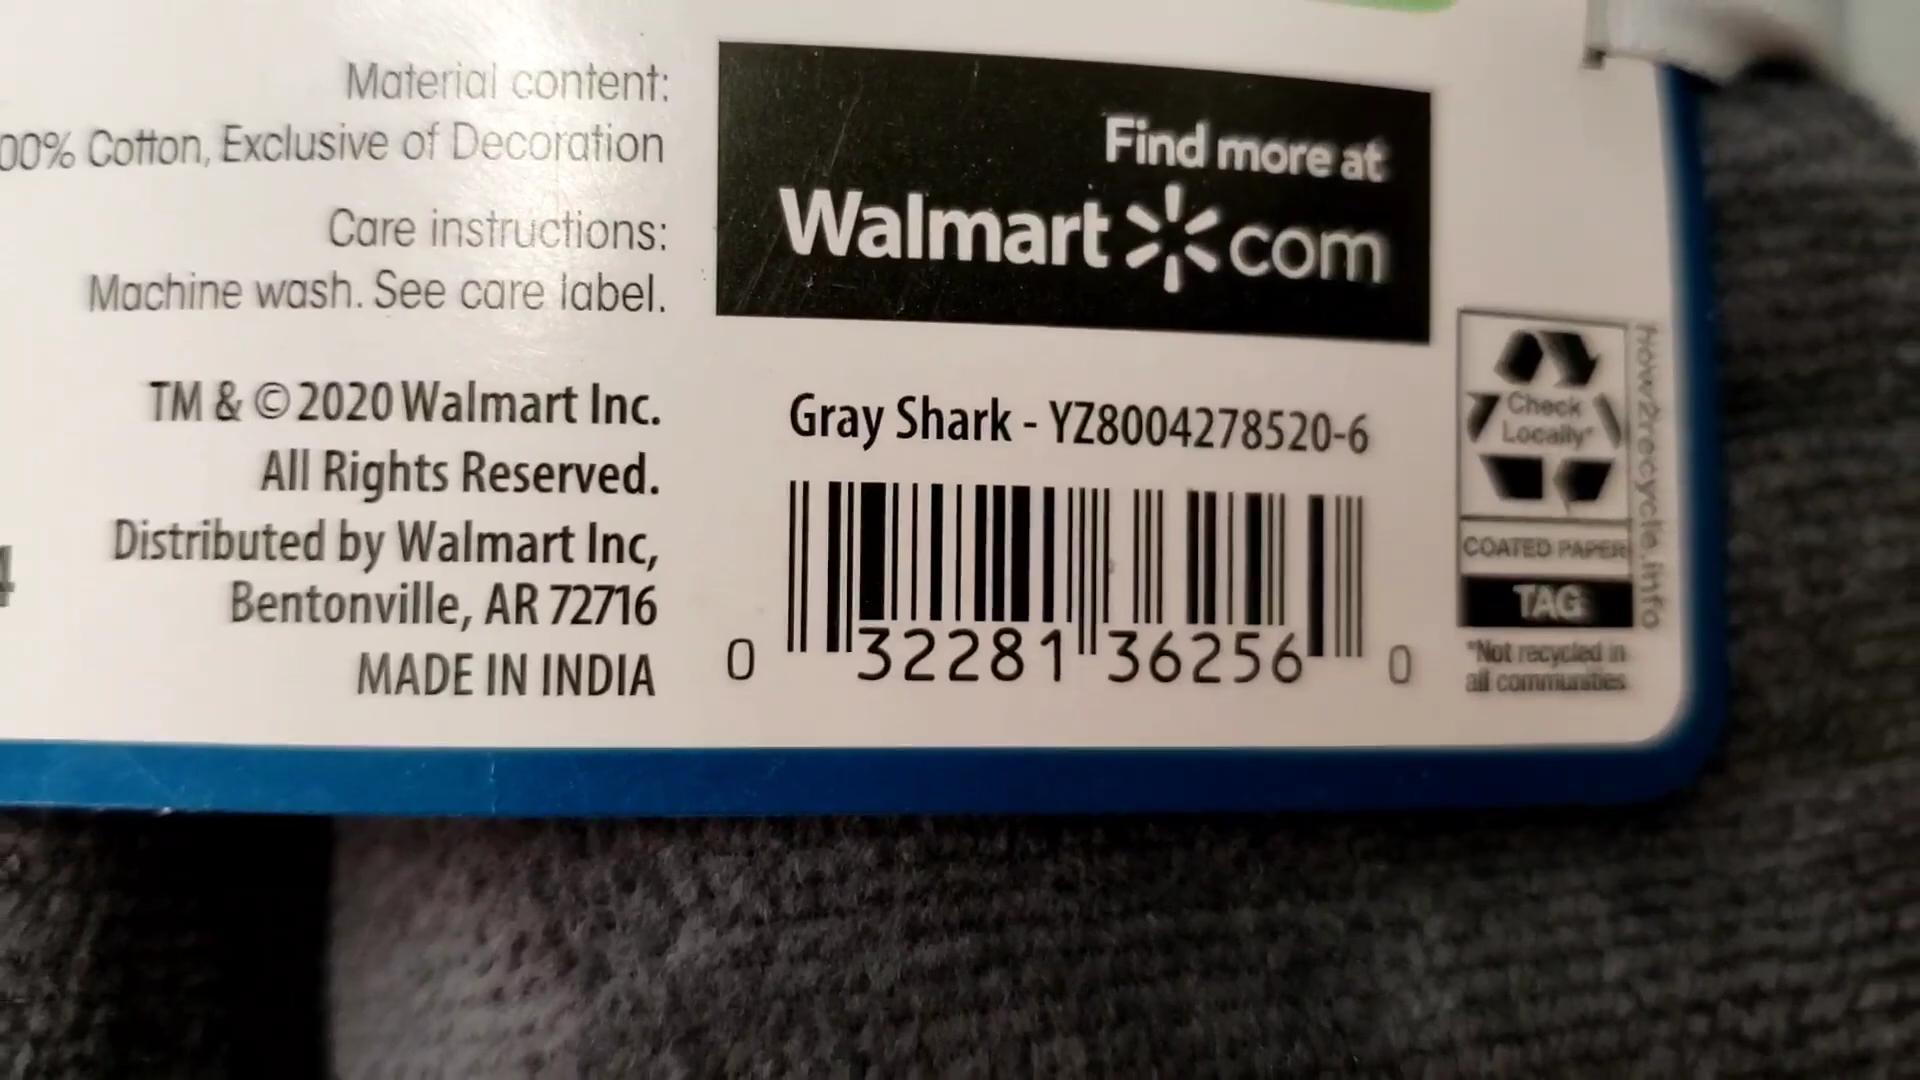 Material content:
00% Cotton, Exclusive of Decoration
Care instructions:
Machine wash. See care label.
TM & © 2020 Walmart Inc.
All Rights Reserved.
Distributed by Walmart Inc,
Bentonville, AR 72716
MADE IN INDIA
4
Find more at
Walmart com
Gray Shark - YZ8004278520-6
0 32281 36256 0
Check
Locally*
COATED PAPER
TAG
*Not recycled in
all communities
how2recycle.info